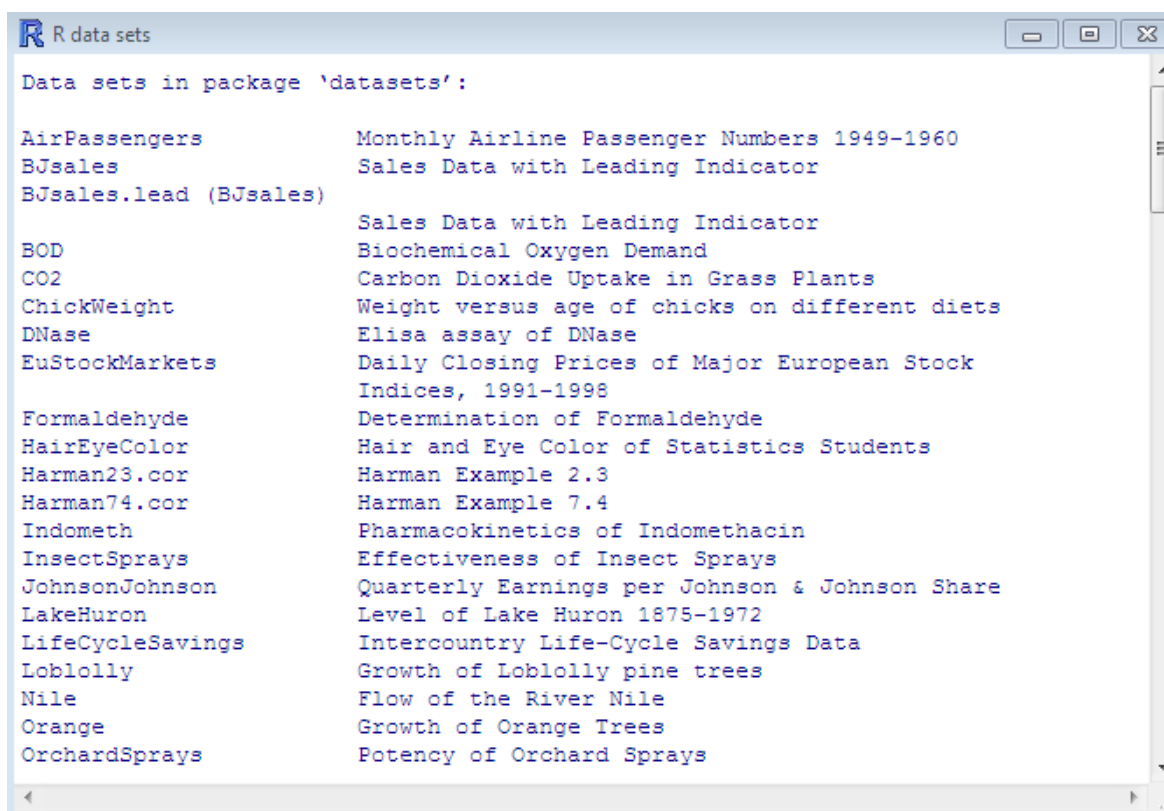 R data sets
Data sets in package ‘datasets’:
AirPassengers Monthly Airline Passenger Numbers 1949-1960
BJsales Sales Data with Leading Indicator
BJsales.lead (BJsales)
Sales Data with Leading Indicator
BOD Biochemical Oxygen Demand
CO2 Carbon Dioxide Uptake in Grass Plants
ChickWeight Weight versus age of chicks on different diets
DNase Elisa assay of DNase
EuStockMarkets Daily Closing Prices of Major European Stock
Indices, 1991-1998
Formaldehyde Determination of Formaldehyde
HairEyeColor Hair and Eye Color of Statistics Students
Harman23.cor Harman Example 2.3
Harman74.cor Harman Example 7.4
Indometh Pharmacokinetics of Indomethacin
InsectSprays Effectiveness of Insect Sprays
JohnsonJohnson Quarterly Earnings per Johnson & Johnson Share
LakeHuron Level of Lake Huron 1875-1972
LifeCycleSavings Intercountry Life-Cycle Savings Data
Loblolly Growth of Loblolly pine trees
Nile Flow of the River Nile
Orange Growth of Orange Trees
OrchardSprays Potency of Orchard Sprays